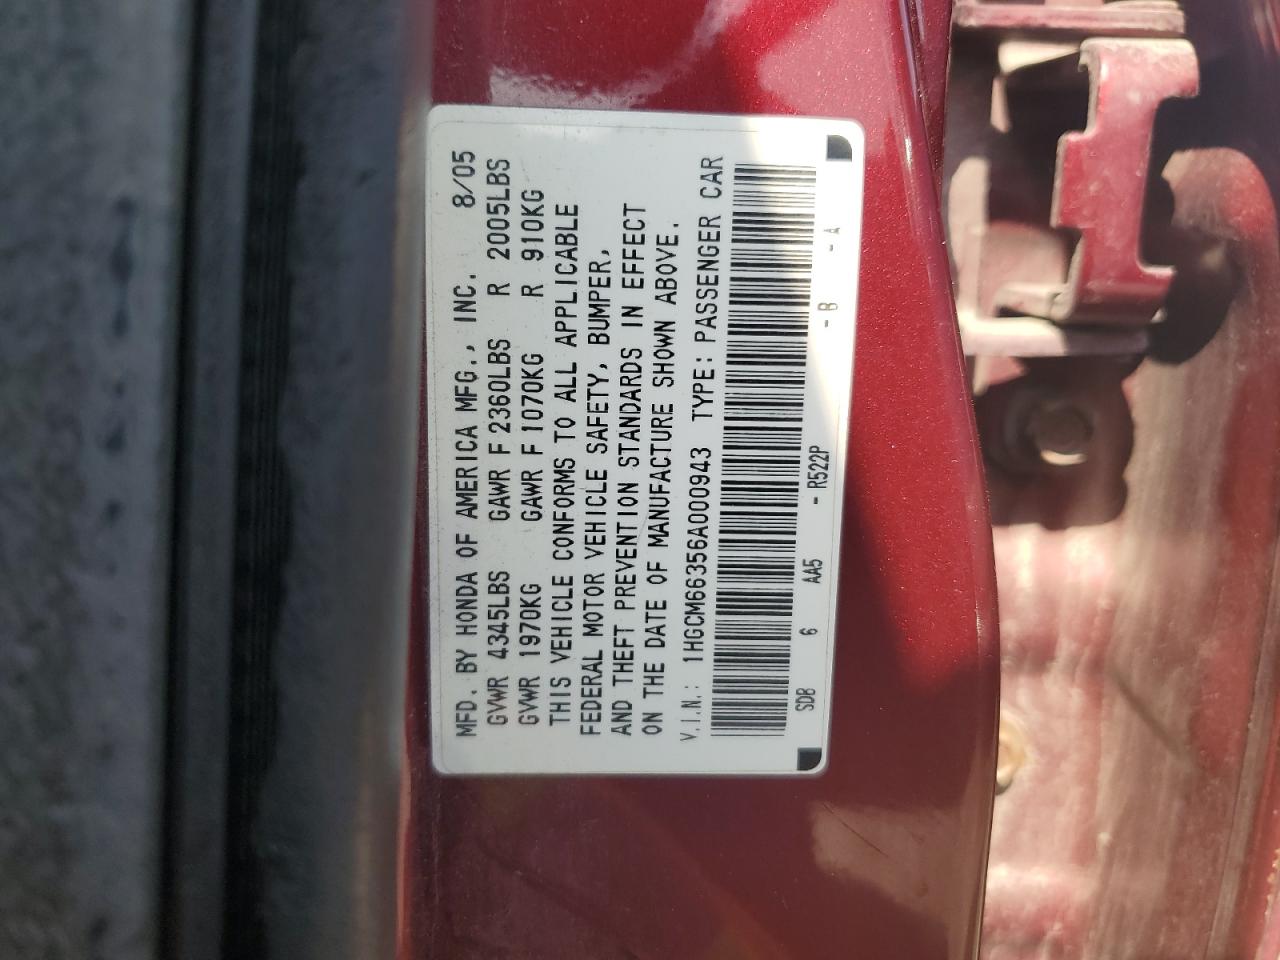 MFD. BY HONDA OF AMERICA MFG., INC. 8/05
GVWR 4345LBS GAWR F 2360LBS R 2005LBS
GVWR 1970KG GAWR F 1070KG R 910KG
THIS VEHICLE CONFORMS TO ALL APPLICABLE
FEDERAL MOTOR VEHICLE SAFETY, BUMPER,
AND THEFT PREVENTION STANDARDS IN EFFECT
ON THE DATE OF MANUFACTURE SHOWN ABOVE.
V.I.N.: 1HGCM66356A000943 TYPE: PASSENGER CAR
SDB 6 AA5 - R522P - B - A